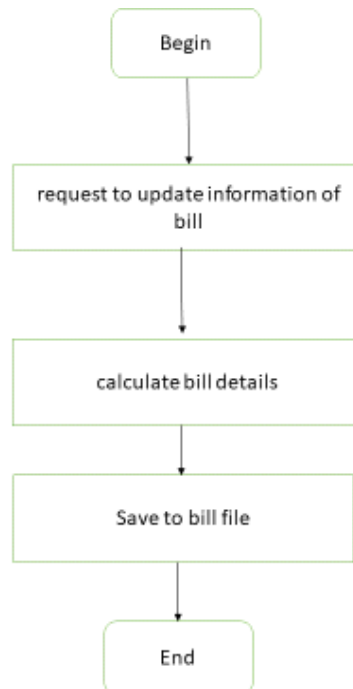 Begin
request to update information of
bill
calculate bill details
Save to bill file
End